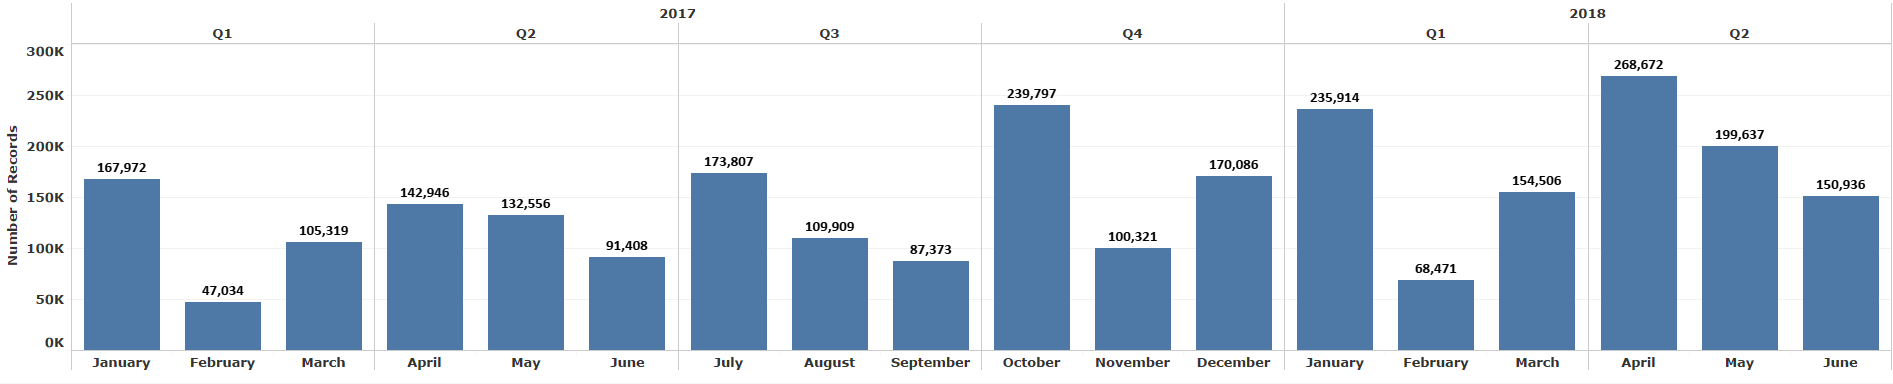 2017 2018
Q1 Q2 Q3 Q4 Q1 Q2
Number of Records
300K
250K
200K
150K
100K
50K
0K
167,972 47,034 105,319 142,946 132,556 91,408 173,807 109,909 87,373 239,797 100,321 170,086 235,914 68,471 154,506 268,672 199,637 150,936
January February March April May June July August September October November December January February March April May June